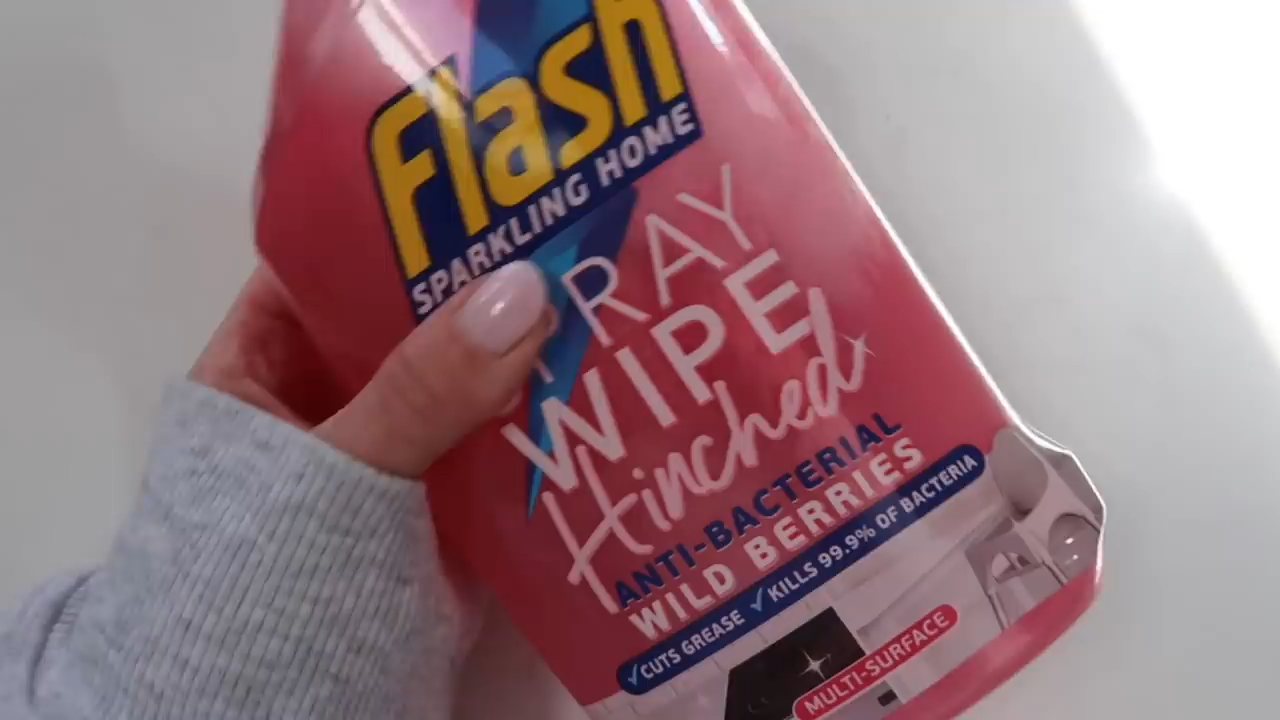 Flash
SPARKLING HOME
RAY
WIPE
Hinched
ANTI-BACTERIAL
WILD BERRIES
✓CUTS GREASE ✓KILLS 99.9% OF BACTERIA
MULTI-SURFACE